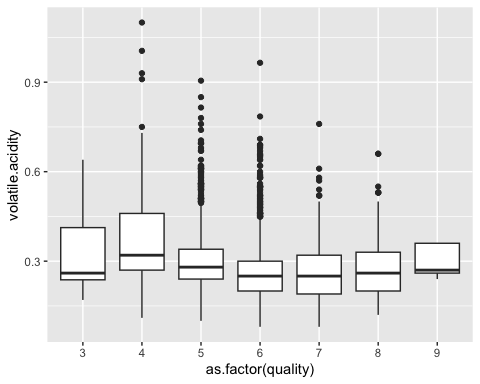 volatile.acidity
0.9
0.6
0.3
3 4 5 6 7 8 9
as.factor(quality)